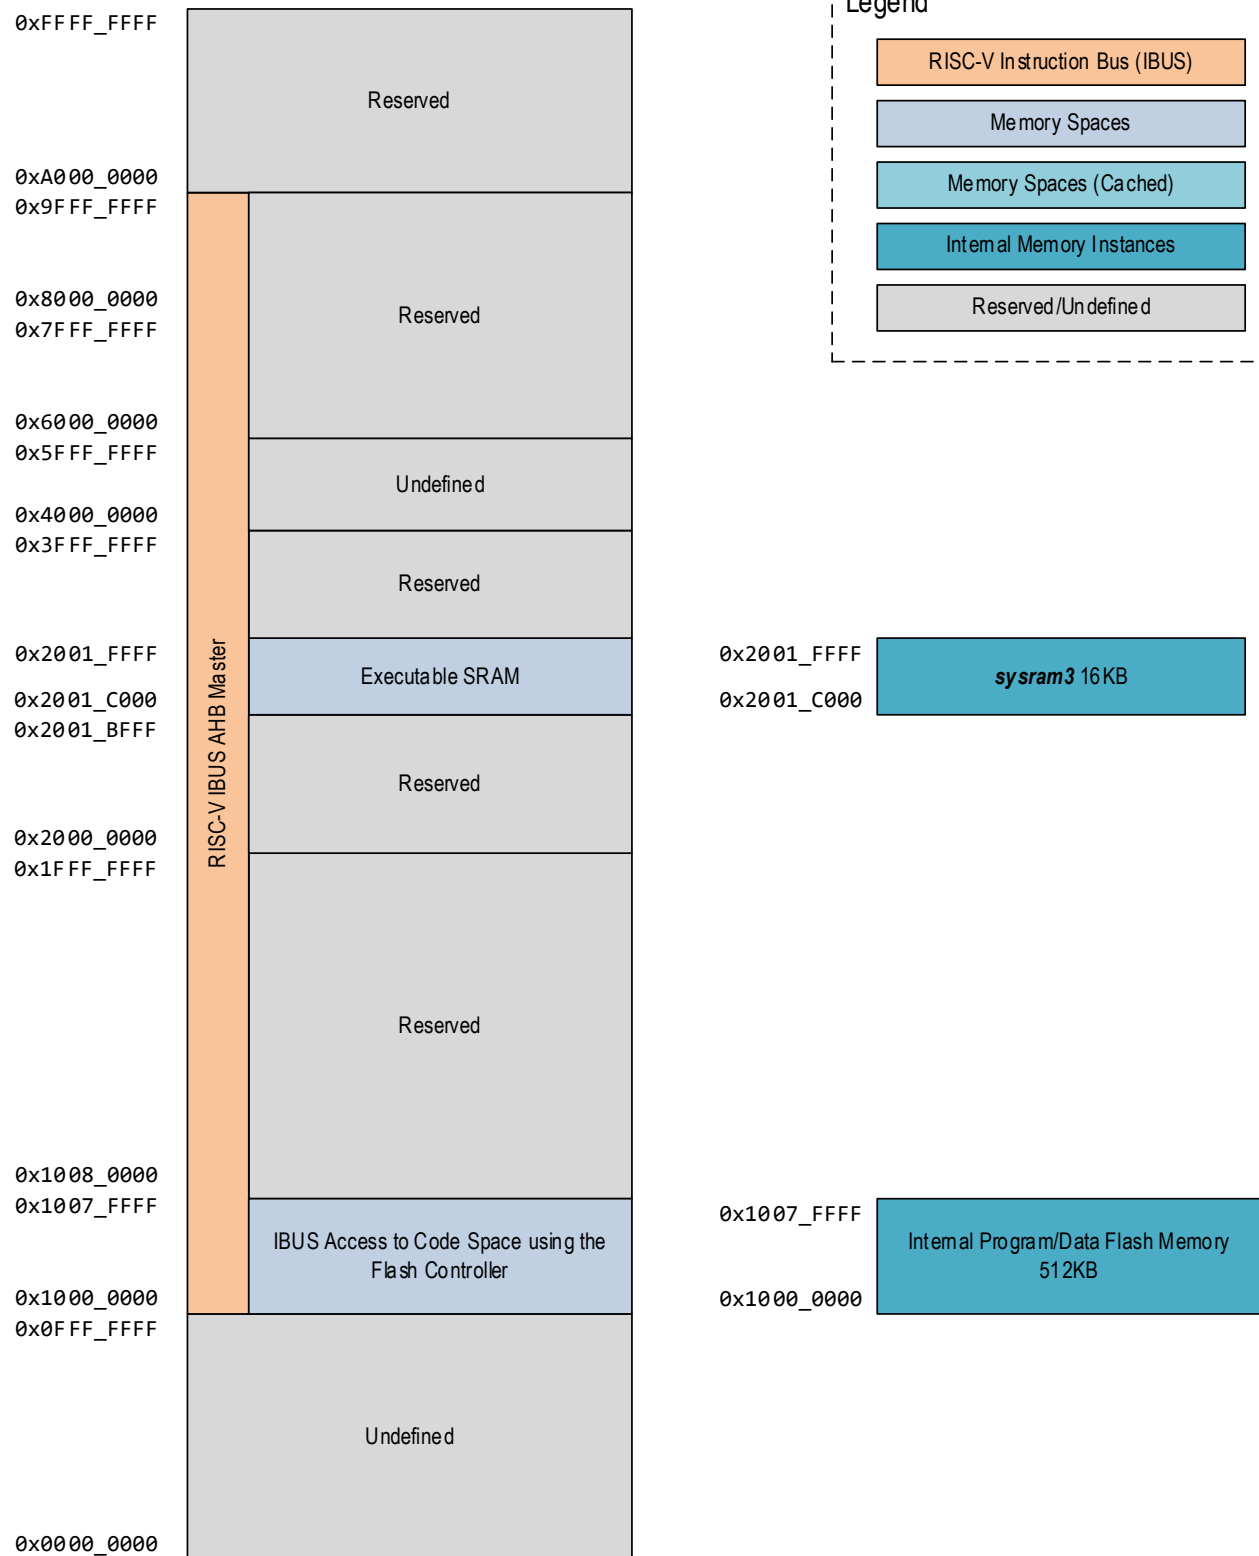 Legend
RISC-V Instruction Bus (IBUS)
Memory Spaces
Memory Spaces (Cached)
Internal Memory Instances
Reserved/Undefined
0xFFFF_FFFF
Reserved
0xA000_0000
0x9FFF_FFFF
0x8000_0000
Reserved
0x7FFF_FFFF
0x6000_0000
0x5FFF_FFFF
Undefined
0x4000_0000
0x3FFF_FFFF
Reserved
RISC-V IBUS AHB Master
0x2001_FFFF
Executable SRAM
0x2001_C000
0x2001_BFFF
0x2001_FFFF
sysram3 16KB
0x2001_C000
Reserved
0x2000_0000
0x1FFF_FFFF
Reserved
0x1008_0000
0x1007_FFFF
IBUS Access to Code Space using the
Flash Controller
0x1000_0000
0x0FFF_FFFF
0x1007_FFFF
Internal Program/Data Flash Memory
512KB
0x1000_0000
Undefined
0x0000_0000